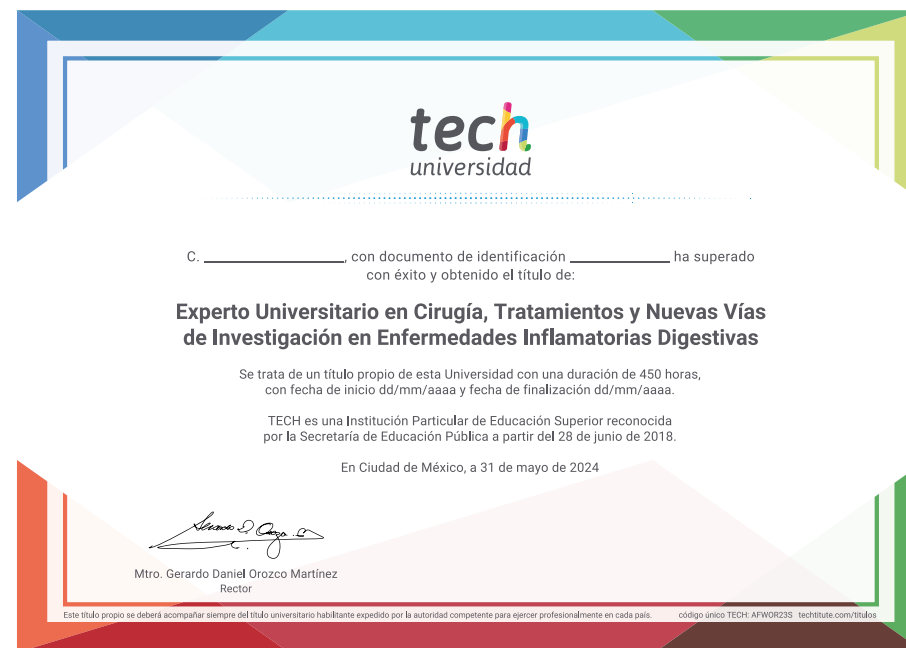 tech
universidad
C. ____________________, con documento de identificación ______________ ha superado
con éxito y obtenido el título de:
Experto Universitario en Cirugía, Tratamientos y Nuevas Vías
de Investigación en Enfermedades Inflamatorias Digestivas
Se trata de un título propio de esta Universidad con una duración de 450 horas,
con fecha de inicio dd/mm/aaaa y fecha de finalización dd/mm/aaaa.
TECH es una Institución Particular de Educación Superior reconocida
por la Secretaría de Educación Pública a partir del 28 de junio de 2018.
En Ciudad de México, a 31 de mayo de 2024
Mtro. Gerardo Daniel Orozco Martínez
Rector
Este título propio se deberá acompañar siempre del título universitario habilitante expedido por la autoridad competente para ejercer profesionalmente en cada país. código único TECH: AFWOR23S techtitute.com/titulos